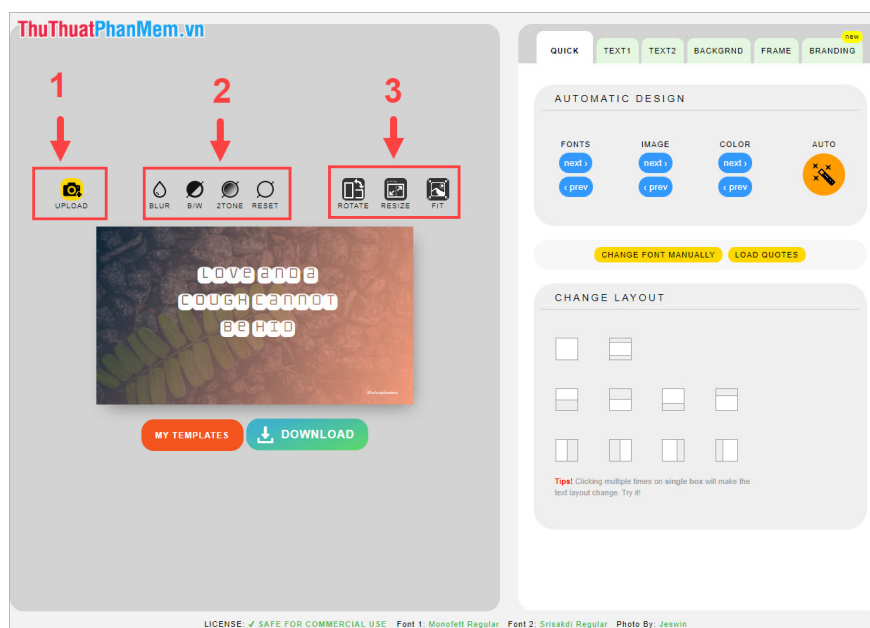 ThuThuatPhanMem.vn
1
2
3
UPLOAD
BLUR B/W 2TONE RESET
ROTATE RESIZE FIT
LOVE AND A
COUGH CANNOT
BE HID
MY TEMPLATES
DOWNLOAD
new
QUICK TEXT1 TEXT2 BACKGRND FRAME BRANDING
AUTOMATIC DESIGN
FONTS IMAGE COLOR AUTO
next › next › next ›
‹ prev ‹ prev ‹ prev
CHANGE FONT MANUALLY LOAD QUOTES
CHANGE LAYOUT
Tips! Clicking multiple times on single box will make the
text layout change. Try it!
LICENSE: ✓ SAFE FOR COMMERCIAL USE Font 1: Monofett Regular Font 2: Srisakdi Regular Photo By: Jeswin